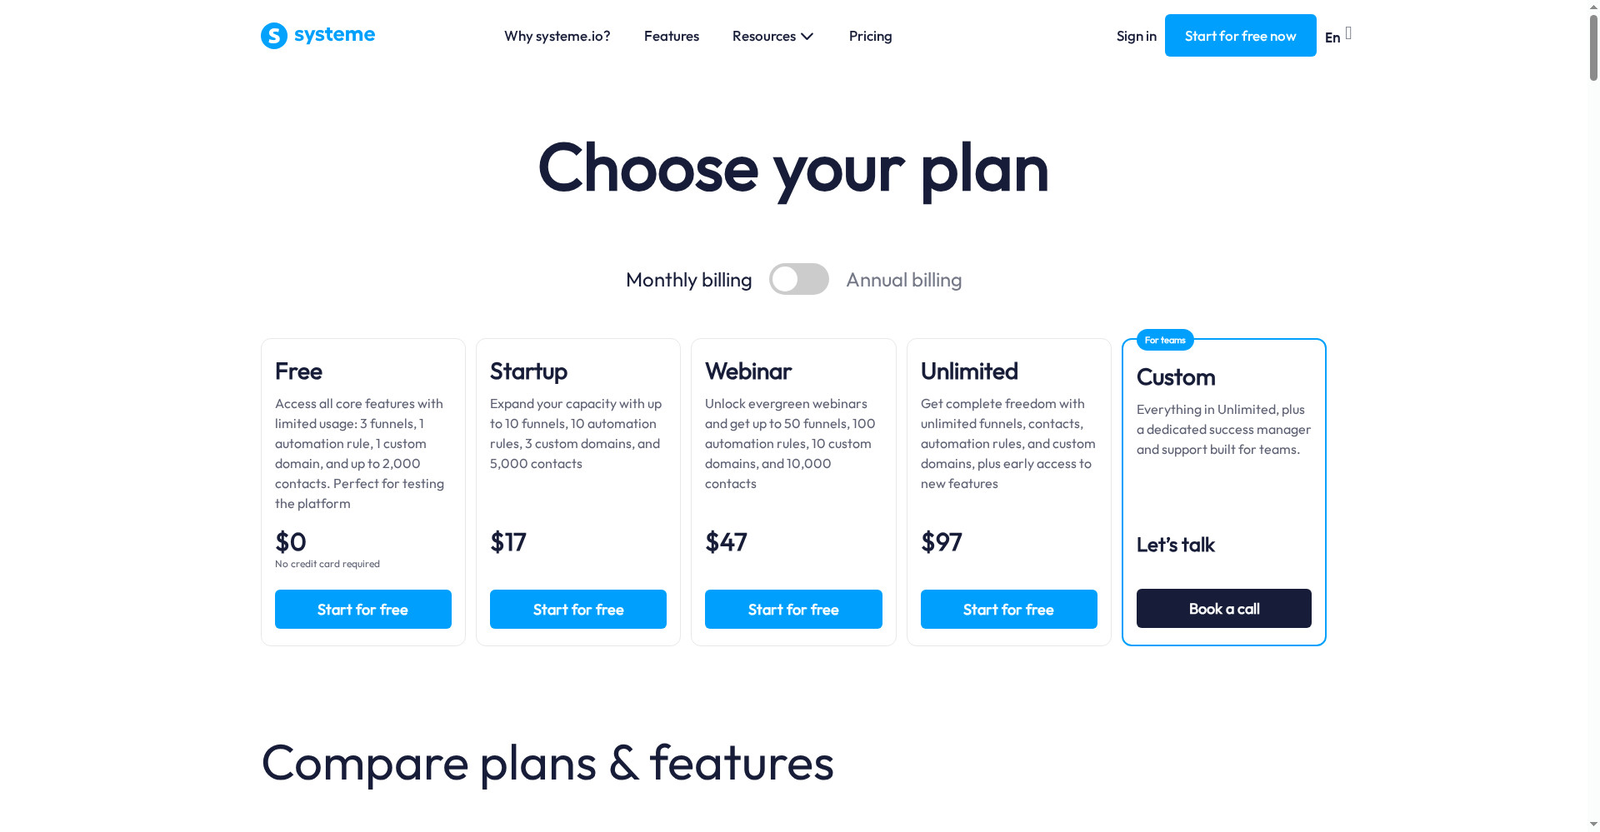 systeme
Why systeme.io?
Features
Resources
Pricing
Sign in
Start for free now
En
Choose your plan
Monthly billing
Annual billing
Free
Access all core features with
limited usage: 3 funnels, 1
automation rule, 1 custom
domain, and up to 2,000
contacts. Perfect for testing
the platform
$0
No credit card required
Start for free
Startup
Expand your capacity with up
to 10 funnels, 10 automation
rules, 3 custom domains, and
5,000 contacts
$17
Start for free
Webinar
Unlock evergreen webinars
and get up to 50 funnels, 100
automation rules, 10 custom
domains, and 10,000
contacts
$47
Start for free
Unlimited
Get complete freedom with
unlimited funnels, contacts,
automation rules, and custom
domains, plus early access to
new features
$97
Start for free
For teams
Custom
Everything in Unlimited, plus
a dedicated success manager
and support built for teams.
Let's talk
Book a call
Compare plans & features